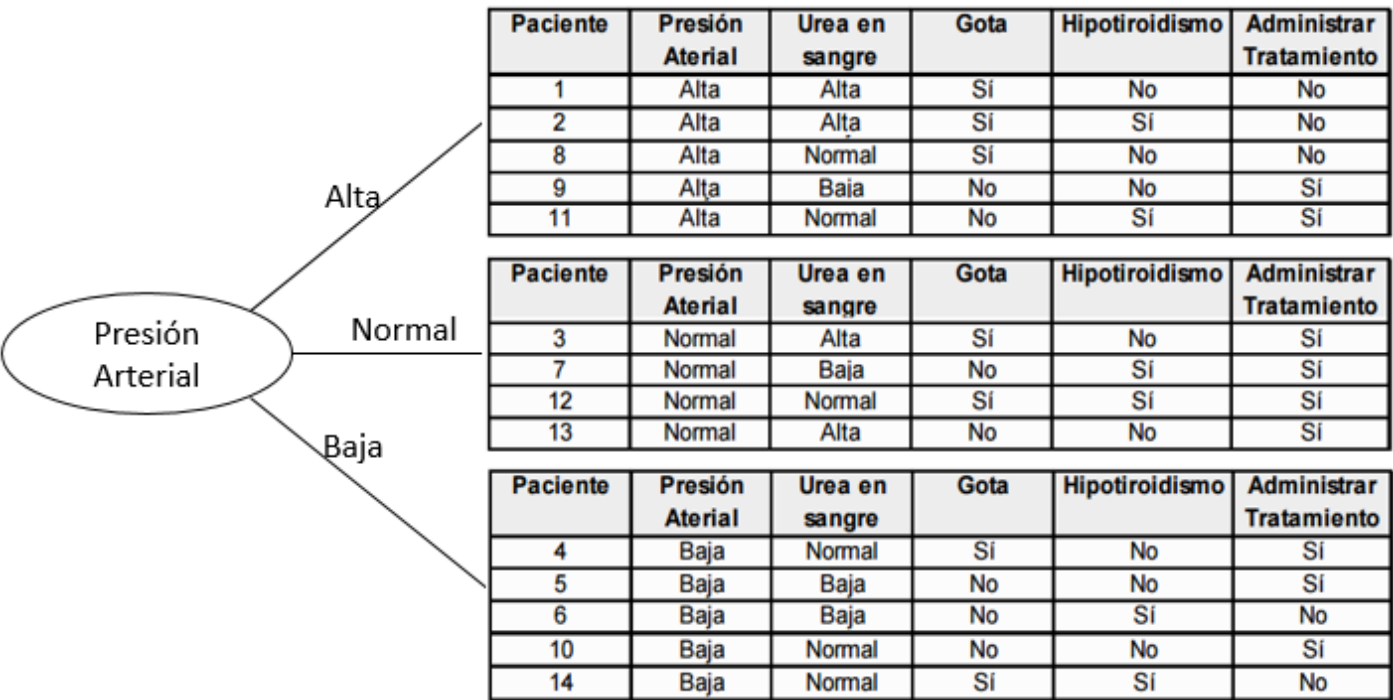 Presión
Arterial
Alta
Normal
Baja
Paciente Presión Urea en Gota Hipotiroidismo Administrar
Aterial sangre Tratamiento
1 Alta Alta Sí No No
2 Alta Alta Sí Sí No
8 Alta Normal Sí No No
9 Alta Baja No No Sí
11 Alta Normal No Sí Sí
Paciente Presión Urea en Gota Hipotiroidismo Administrar
Aterial sangre Tratamiento
3 Normal Alta Sí No Sí
7 Normal Baja No Sí Sí
12 Normal Normal Sí Sí Sí
13 Normal Alta No No Sí
Paciente Presión Urea en Gota Hipotiroidismo Administrar
Aterial sangre Tratamiento
4 Baja Normal Sí No Sí
5 Baja Baja No No Sí
6 Baja Baja No Sí No
10 Baja Normal No No Sí
14 Baja Normal Sí Sí No